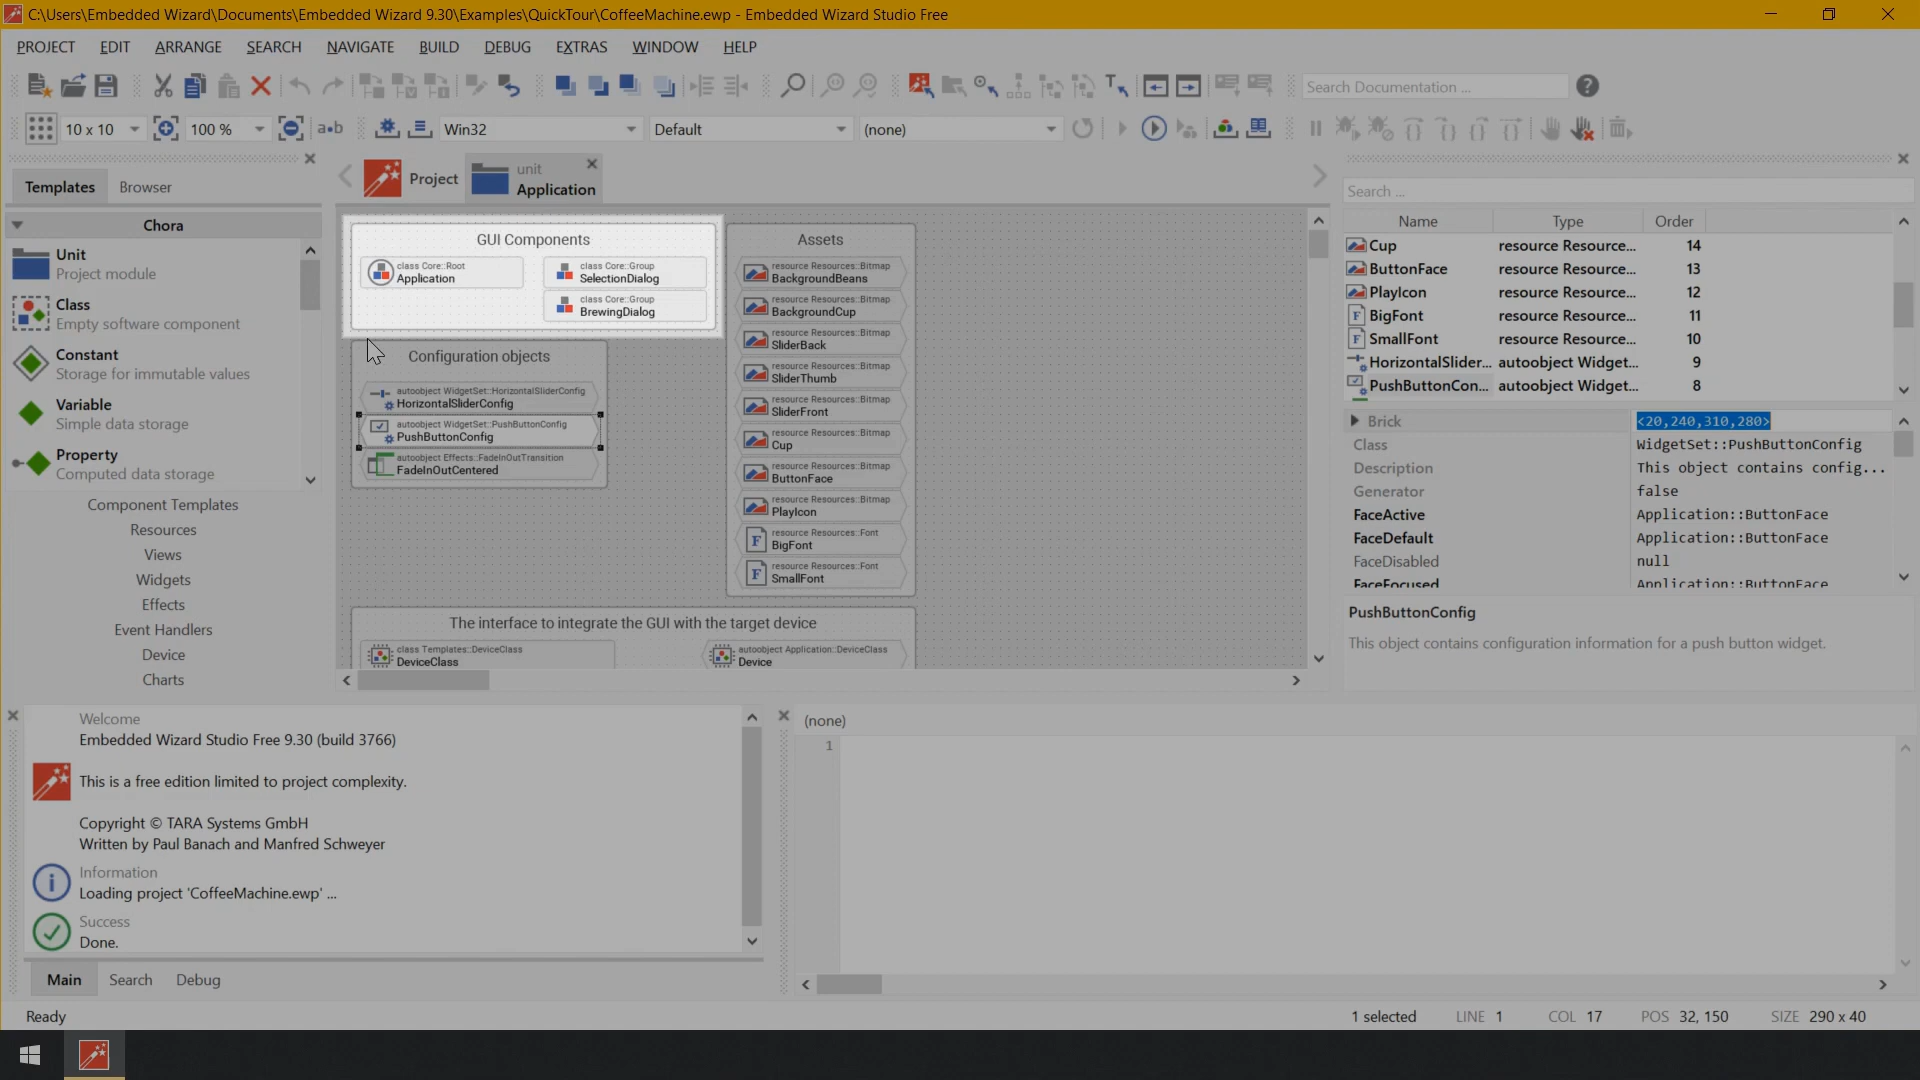 C:\Users\Embedded Wizard\Documents\Embedded Wizard 9.30\Examples\QuickTour\CoffeeMachine.ewp - Embedded Wizard Studio Free
PROJECT EDIT ARRANGE SEARCH NAVIGATE BUILD DEBUG EXTRAS WINDOW HELP
Search Documentation ...
10 x 10 100 % a•b Win32 Default (none)
Templates Browser
Chora
Unit
Project module
Class
Empty software component
Constant
Storage for immutable values
Variable
Simple data storage
Property
Computed data storage
Component Templates
Resources
Views
Widgets
Effects
Event Handlers
Device
Charts
Project
unit
Application
GUI Components
class Core::Root
Application
class Core::Group
SelectionDialog
class Core::Group
BrewingDialog
Configuration objects
autoobject WidgetSet::HorizontalSliderConfig
HorizontalSliderConfig
autoobject WidgetSet::PushButtonConfig
PushButtonConfig
autoobject Effects::FadeInOutTransition
FadeInOutCentered
Assets
resource Resources::Bitmap
BackgroundBeans
resource Resources::Bitmap
BackgroundCup
resource Resources::Bitmap
SliderBack
resource Resources::Bitmap
SliderThumb
resource Resources::Bitmap
SliderFront
resource Resources::Bitmap
Cup
resource Resources::Bitmap
ButtonFace
resource Resources::Bitmap
PlayIcon
resource Resources::Font
BigFont
resource Resources::Font
SmallFont
The interface to integrate the GUI with the target device
class Templates::DeviceClass
DeviceClass
autoobject Application::DeviceClass
Device
Search ...
Name Type Order
Cup resource Resource... 14
ButtonFace resource Resource... 13
PlayIcon resource Resource... 12
BigFont resource Resource... 11
SmallFont resource Resource... 10
HorizontalSlider... autoobject Widget... 9
PushButtonCon... autoobject Widget... 8
Brick <20,240,310,280>
Class WidgetSet::PushButtonConfig
Description This object contains config...
Generator false
FaceActive Application::ButtonFace
FaceDefault Application::ButtonFace
FaceDisabled null
FaceFocused Application::ButtonFace
PushButtonConfig
This object contains configuration information for a push button widget.
Welcome
Embedded Wizard Studio Free 9.30 (build 3766)
This is a free edition limited to project complexity.
Copyright © TARA Systems GmbH
Written by Paul Banach and Manfred Schweyer
Information
Loading project 'CoffeeMachine.ewp' ...
Success
Done.
Main Search Debug
(none)
1
Ready
1 selected LINE 1 COL 17 POS 32, 150 SIZE 290 x 40